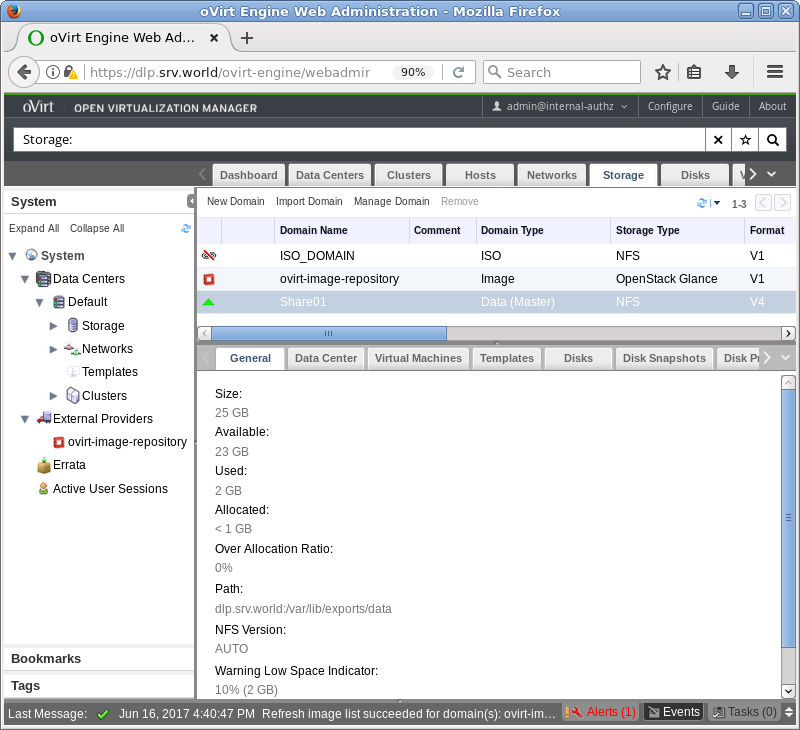 oVirt Engine Web Administration - Mozilla Firefox
oVirt Engine Web Ad...
https://dlp.srv.world/ovirt-engine/webadmir
90%
Search
oVirt
OPEN VIRTUALIZATION MANAGER
admin@internal-authz
Configure
Guide
About
Storage:
Dashboard
Data Centers
Clusters
Hosts
Networks
Storage
Disks
System
Expand All
Collapse All
System
Data Centers
Default
Storage
Networks
Templates
Clusters
External Providers
ovirt-image-repository
Errata
Active User Sessions
Bookmarks
Tags
New Domain
Import Domain
Manage Domain
Remove
1-3
Domain Name Comment Domain Type Storage Type Format
ISO_DOMAIN ISO NFS V1
ovirt-image-repository Image OpenStack Glance V1
Share01 Data (Master) NFS V4
General
Data Center
Virtual Machines
Templates
Disks
Disk Snapshots
Disk Pr
Size:
25 GB
Available:
23 GB
Used:
2 GB
Allocated:
< 1 GB
Over Allocation Ratio:
0%
Path:
dlp.srv.world:/var/lib/exports/data
NFS Version:
AUTO
Warning Low Space Indicator:
10% (2 GB)
Last Message:
Jun 16, 2017 4:40:47 PM Refresh image list succeeded for domain(s): ovirt-im...
Alerts (1)
Events
Tasks (0)